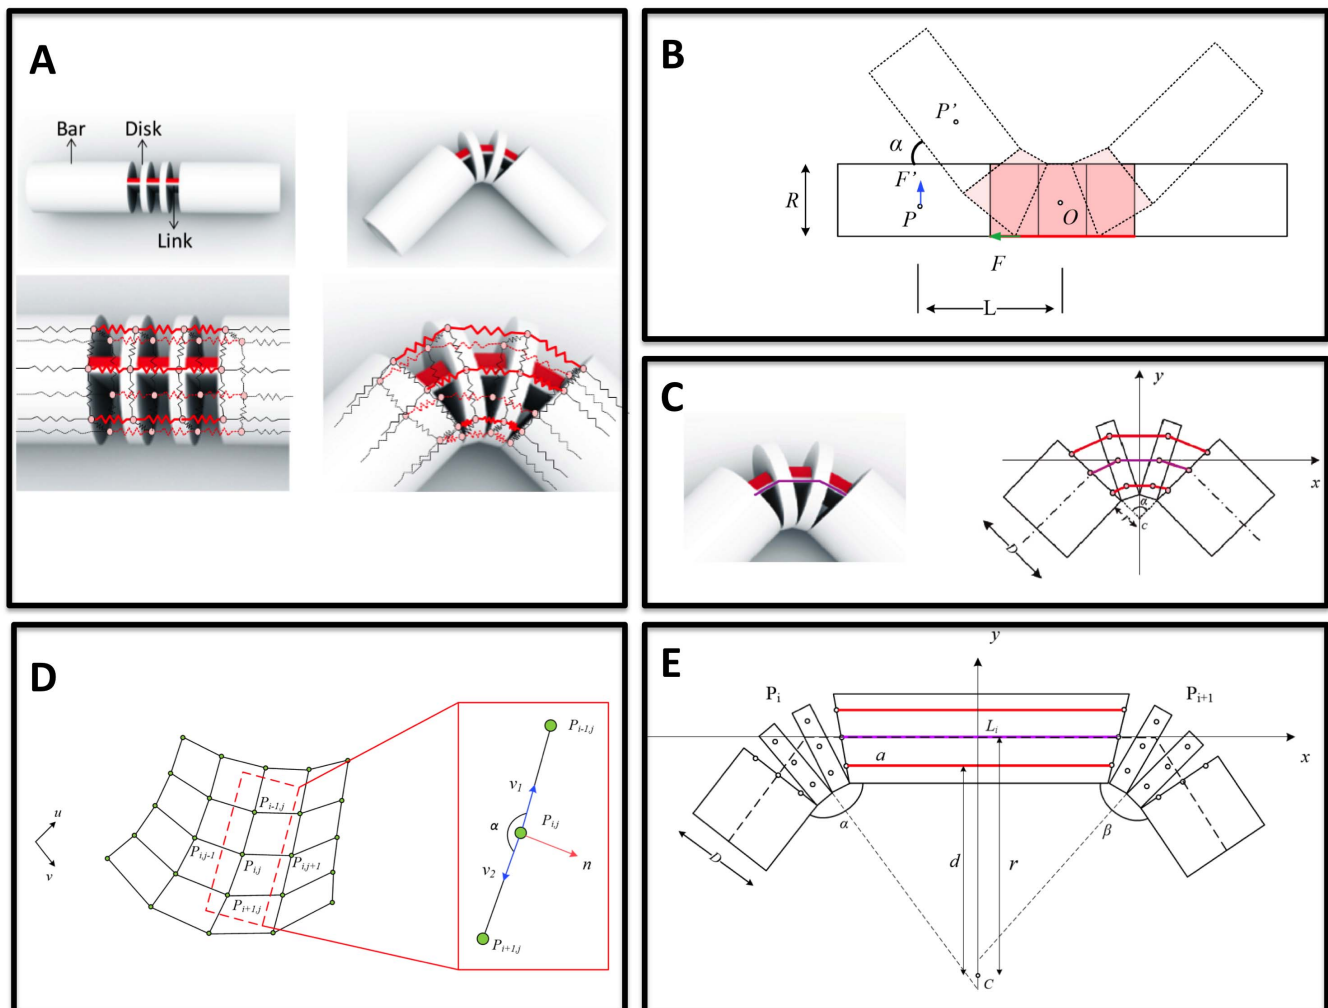 A
Bar
Disk
Link
B
P'
α
F'
R
P
O
F
L
C
y
x
α
r
c
D
D
u
v
P_{i-1,j}
P_{i,j-1}
P_{i,j}
P_{i,j+1}
P_{i+1,j}
P_{i-1,j}
v_1
P_{i,j}
α
n
v_2
P_{i+1,j}
E
y
P_i
P_{i+1}
L_i
x
a
α
β
D
d
r
C